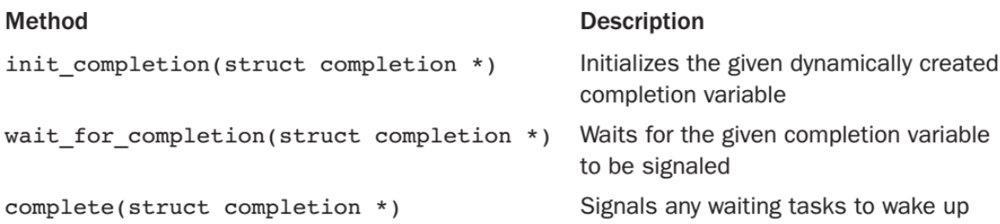 Method Description
init_completion(struct completion *) Initializes the given dynamically created
completion variable
wait_for_completion(struct completion *) Waits for the given completion variable
to be signaled
complete(struct completion *) Signals any waiting tasks to wake up